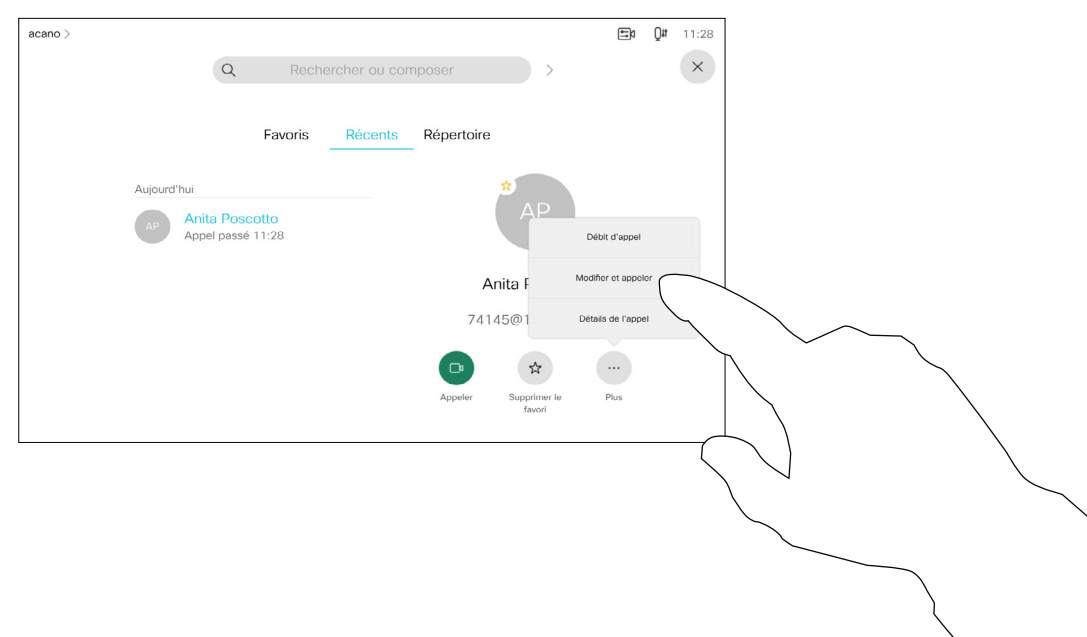 acano >
11:28
Rechercher ou composer
Favoris Récents Répertoire
Aujourd'hui
AP
Anita Poscotto
Appel passé 11:28
AP
Anita
74145@1
Débit d'appel
Modifier et appeler
Détails de l'appel
Appeler
Supprimer le
favori
Plus